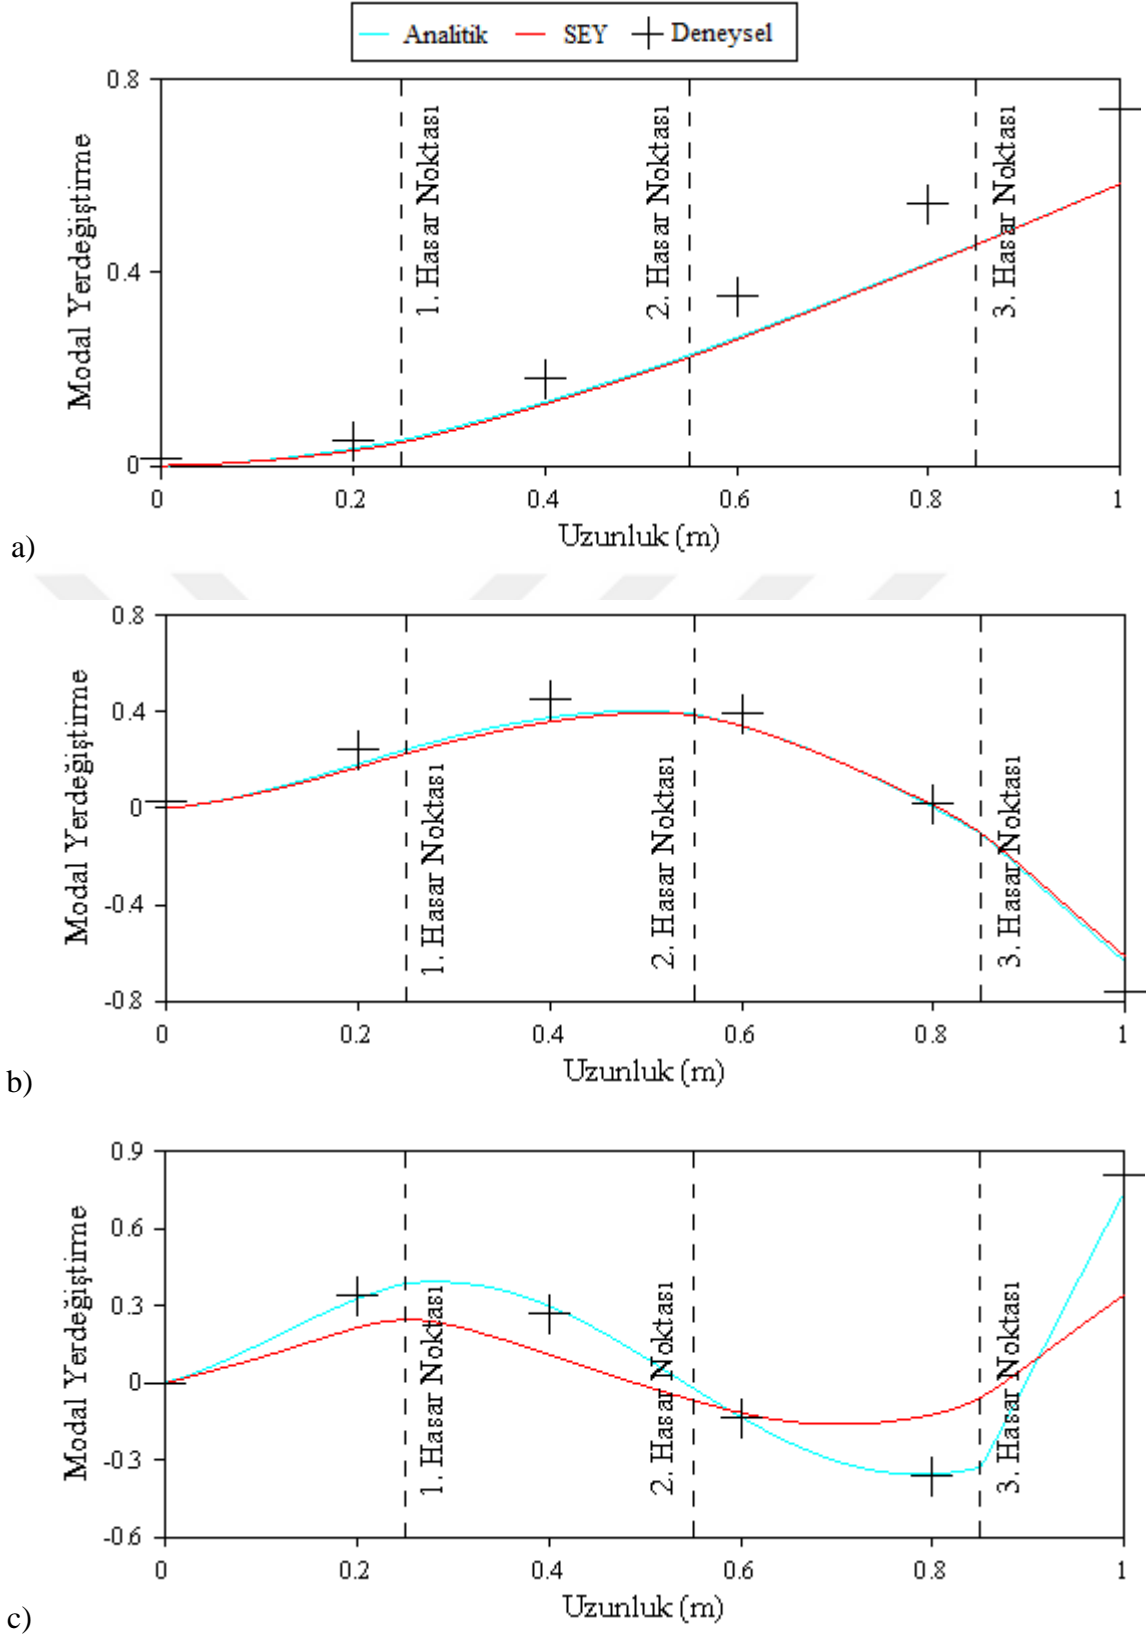 Analitik SEY Deneysel
0.8
0.4
0
Modal Yerdeğiştirme
1. Hasar Noktası
2. Hasar Noktası
3. Hasar Noktası
0 0.2 0.4 0.6 0.8 1
Uzunluk (m)
a)
0.8
0.4
0
-0.4
-0.8
Modal Yerdeğiştirme
1. Hasar Noktası
2. Hasar Noktası
3. Hasar Noktası
0 0.2 0.4 0.6 0.8 1
Uzunluk (m)
b)
0.9
0.6
0.3
0
-0.3
-0.6
Modal Yerdeğiştirme
1. Hasar Noktası
2. Hasar Noktası
3. Hasar Noktası
0 0.2 0.4 0.6 0.8 1
Uzunluk (m)
c)